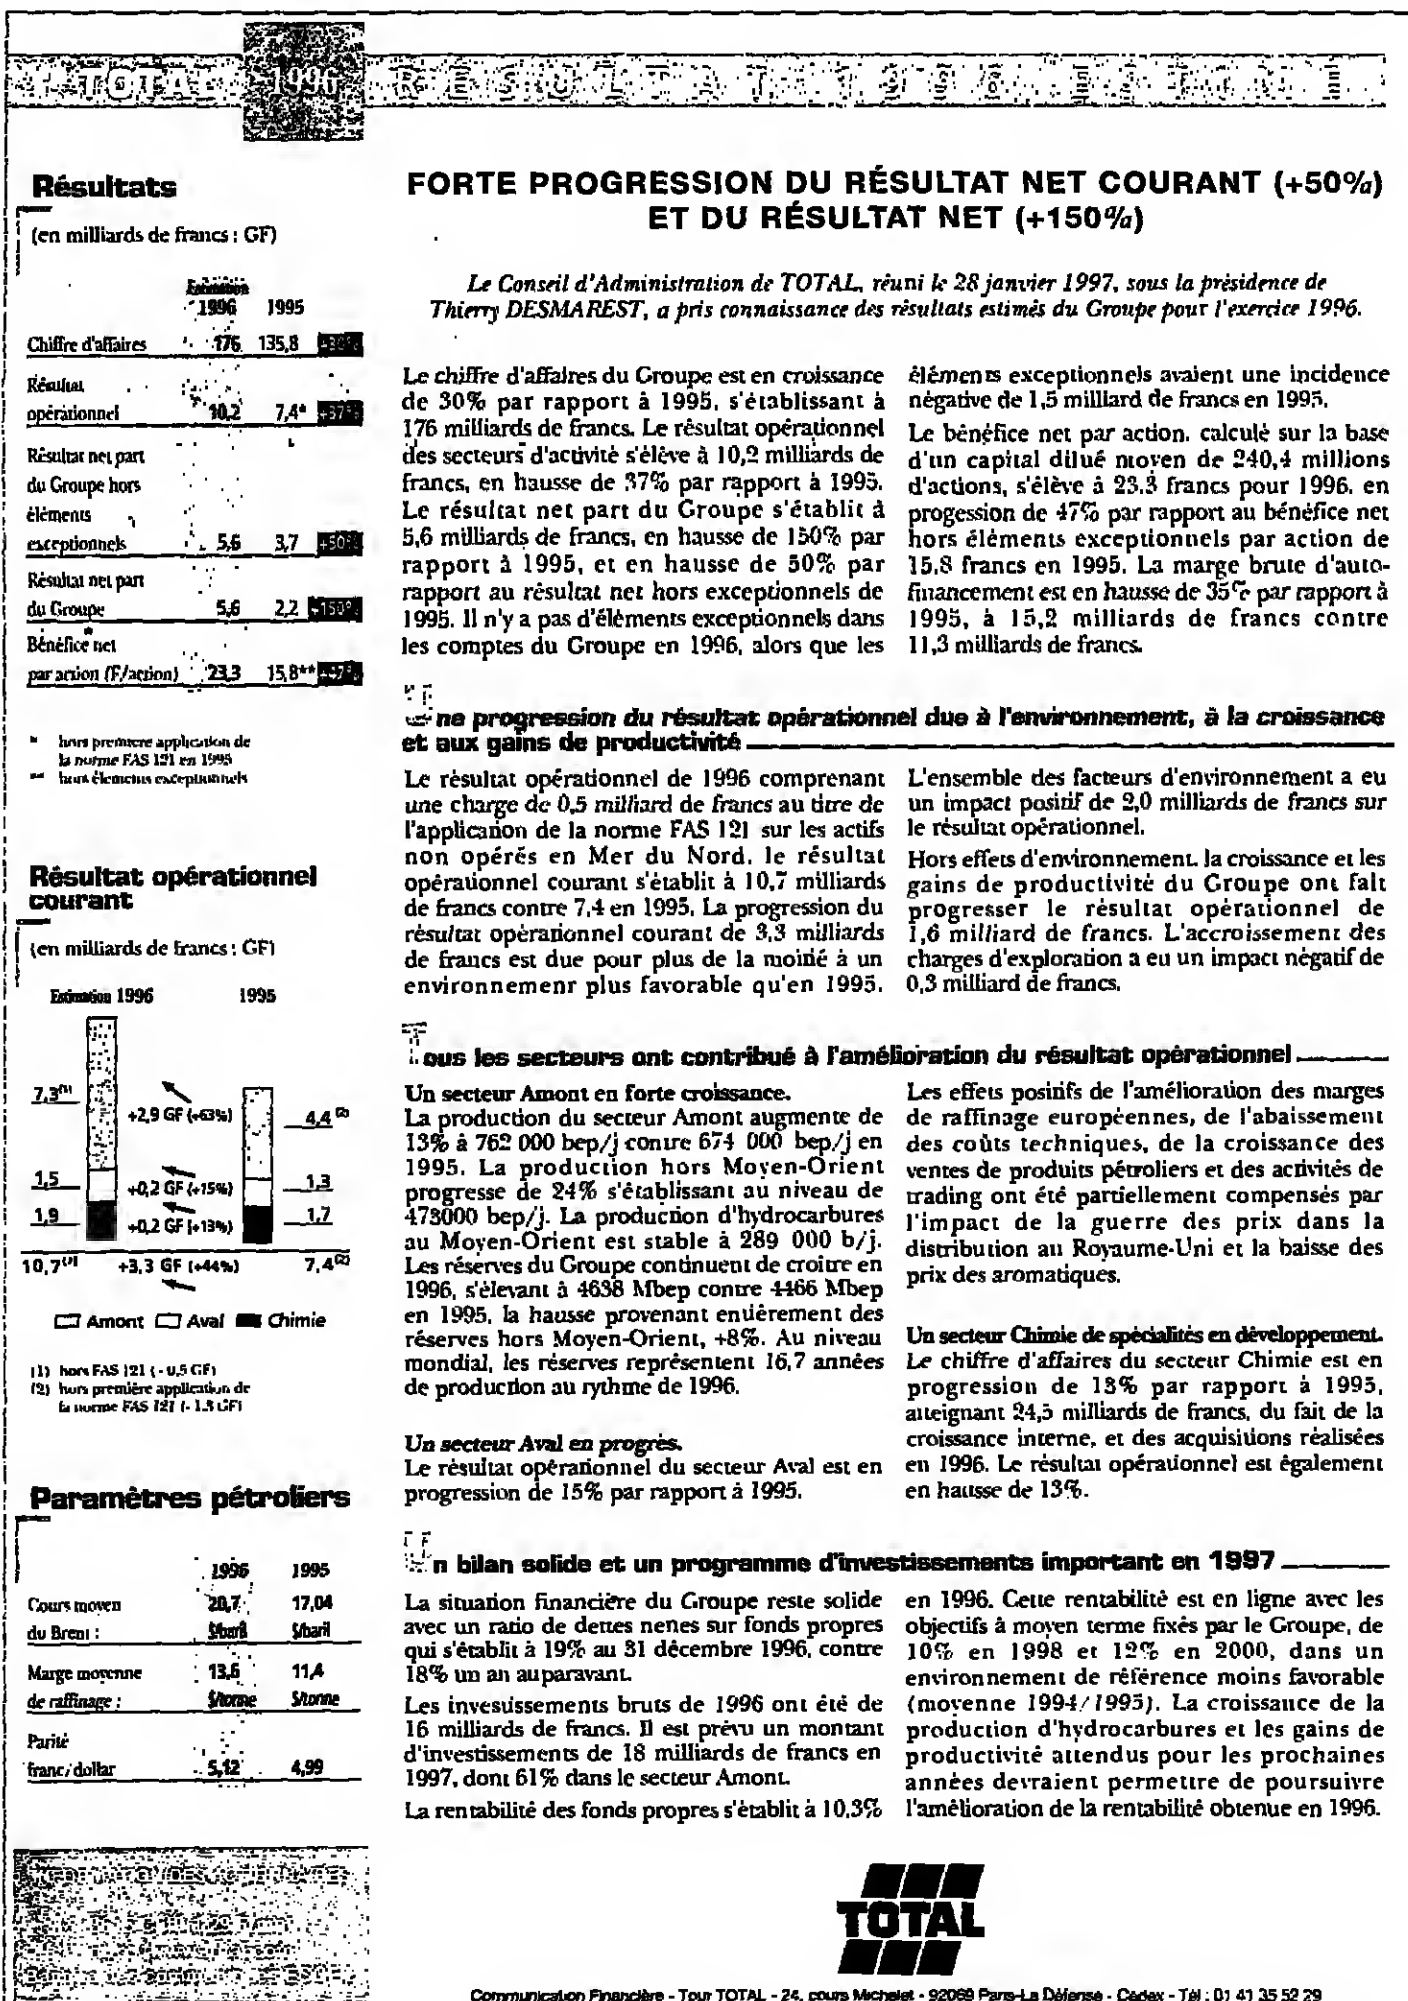 TOTAL 1996 RÉSULTAT 1996 ESTIMÉ
Résultats
(en milliards de francs : GF)
Estimation
1996 1995
Chiffre d'affaires 176 135,8 +30%
Résultat
opérationnel 10,2 7,4* +37%
Résultat net part
du Groupe hors
éléments
exceptionnels 5,6 3,7 +50%
Résultat net part
du Groupe 5,6 2,2 +150%
Bénéfice net
par action (F/action) 23,3 15,8** +47%
* hors première application de
la norme FAS 121 en 1995
** hors éléments exceptionnels
Résultat opérationnel
courant
(en milliards de francs : GF)
Estimation 1996 1995
7,3(1) +2,9 GF (+63%) 4,4 (2)
1,5 +0,2 GF (+15%) 1,3
1,9 +0,2 GF (+13%) 1,7
10,7(1) +3,3 GF (+44%) 7,4(2)
Amont Aval Chimie
(1) hors FAS 121 (- 0,5 GF)
(2) hors première application de
la norme FAS 121 (- 1.3 GF)
Paramètres pétroliers
1996 1995
Cours moyen 20,7 17,04
du Brent : $/baril $/baril
Marge moyenne 13,6 11,4
de raffinage : $/tonne $/tonne
Parité
franc/dollar 5,12 4,99
FORTE PROGRESSION DU RÉSULTAT NET COURANT (+50%)
ET DU RÉSULTAT NET (+150%)
Le Conseil d'Administration de TOTAL, réuni le 28 janvier 1997, sous la présidence de
Thierry DESMAREST, a pris connaissance des résultats estimés du Groupe pour l'exercice 1996.
Le chiffre d'affaires du Groupe est en croissance
de 30% par rapport à 1995, s'établissant à
176 milliards de francs. Le résultat opérationnel
des secteurs d'activité s'élève à 10,2 milliards de
francs, en hausse de 37% par rapport à 1995.
Le résultat net part du Groupe s'établit à
5,6 milliards de francs, en hausse de 150% par
rapport à 1995, et en hausse de 50% par
rapport au résultat net hors exceptionnels de
1995. Il n'y a pas d'éléments exceptionnels dans
les comptes du Groupe en 1996, alors que les
éléments exceptionnels avaient une incidence
négative de 1,5 milliard de francs en 1995.
Le bénéfice net par action, calculé sur la base
d'un capital dilué moyen de 240,4 millions
d'actions, s'élève à 23.3 francs pour 1996, en
progession de 47% par rapport au bénéfice net
hors éléments exceptionnels par action de
15.8 francs en 1995. La marge brute d'auto-
financement est en hausse de 35% par rapport à
1995, à 15,2 milliards de francs contre
11,3 milliards de francs.
Une progression du résultat opérationnel due à l'environnement, à la croissance
et aux gains de productivité
Le résultat opérationnel de 1996 comprenant
une charge de 0,5 milliard de francs au titre de
l'application de la norme FAS 121 sur les actifs
non opérés en Mer du Nord, le résultat
opérationnel courant s'établit à 10,7 milliards
de francs contre 7,4 en 1995. La progression du
résultat opérationnel courant de 3,3 milliards
de francs est due pour plus de la moitié à un
environnement plus favorable qu'en 1995.
L'ensemble des facteurs d'environnement a eu
un impact positif de 2,0 milliards de francs sur
le résultat opérationnel.
Hors effets d'environnement, la croissance et les
gains de productivité du Groupe ont fait
progresser le résultat opérationnel de
1,6 milliard de francs. L'accroissement des
charges d'exploration a eu un impact négatif de
0,3 milliard de francs.
Tous les secteurs ont contribué à l'amélioration du résultat opérationnel
Un secteur Amont en forte croissance.
La production du secteur Amont augmente de
13% à 762 000 bep/j contre 674 000 bep/j en
1995. La production hors Moyen-Orient
progresse de 24% s'établissant au niveau de
473000 bep/j. La production d'hydrocarbures
au Moyen-Orient est stable à 289 000 b/j.
Les réserves du Groupe continuent de croître en
1996, s'élevant à 4638 Mbep contre 4466 Mbep
en 1995, la hausse provenant entièrement des
réserves hors Moyen-Orient, +8%. Au niveau
mondial, les réserves représentent 16,7 années
de production au rythme de 1996.
Un secteur Aval en progrès.
Le résultat opérationnel du secteur Aval est en
progression de 15% par rapport à 1995.
Les effets positifs de l'amélioration des marges
de raffinage européennes, de l'abaissement
des coûts techniques, de la croissance des
ventes de produits pétroliers et des activités de
trading ont été partiellement compensés par
l'impact de la guerre des prix dans la
distribution au Royaume-Uni et la baisse des
prix des aromatiques.
Un secteur Chimie de spécialités en développement.
Le chiffre d'affaires du secteur Chimie est en
progression de 13% par rapport à 1995,
atteignant 24,5 milliards de francs, du fait de la
croissance interne, et des acquisitions réalisées
en 1996. Le résultat opérationnel est également
en hausse de 13%.
Un bilan solide et un programme d'investissements important en 1997
La situation financière du Groupe reste solide
avec un ratio de dettes nettes sur fonds propres
qui s'établit à 19% au 31 décembre 1996, contre
18% un an auparavant.
Les investissements bruts de 1996 ont été de
16 milliards de francs. Il est prévu un montant
d'investissements de 18 milliards de francs en
1997, dont 61% dans le secteur Amont.
La rentabilité des fonds propres s'établit à 10,3%
en 1996. Cette rentabilité est en ligne avec les
objectifs à moyen terme fixés par le Groupe, de
10% en 1998 et 12% en 2000, dans un
environnement de référence moins favorable
(moyenne 1994/1995). La croissance de la
production d'hydrocarbures et les gains de
productivité attendus pour les prochaines
années devraient permettre de poursuivre
l'amélioration de la rentabilité obtenue en 1996.
TOTAL
Communication Financière - Tour TOTAL - 24, cours Michelet - 92069 Paris-La Défense - Cedex - Tél : 01 41 35 52 29